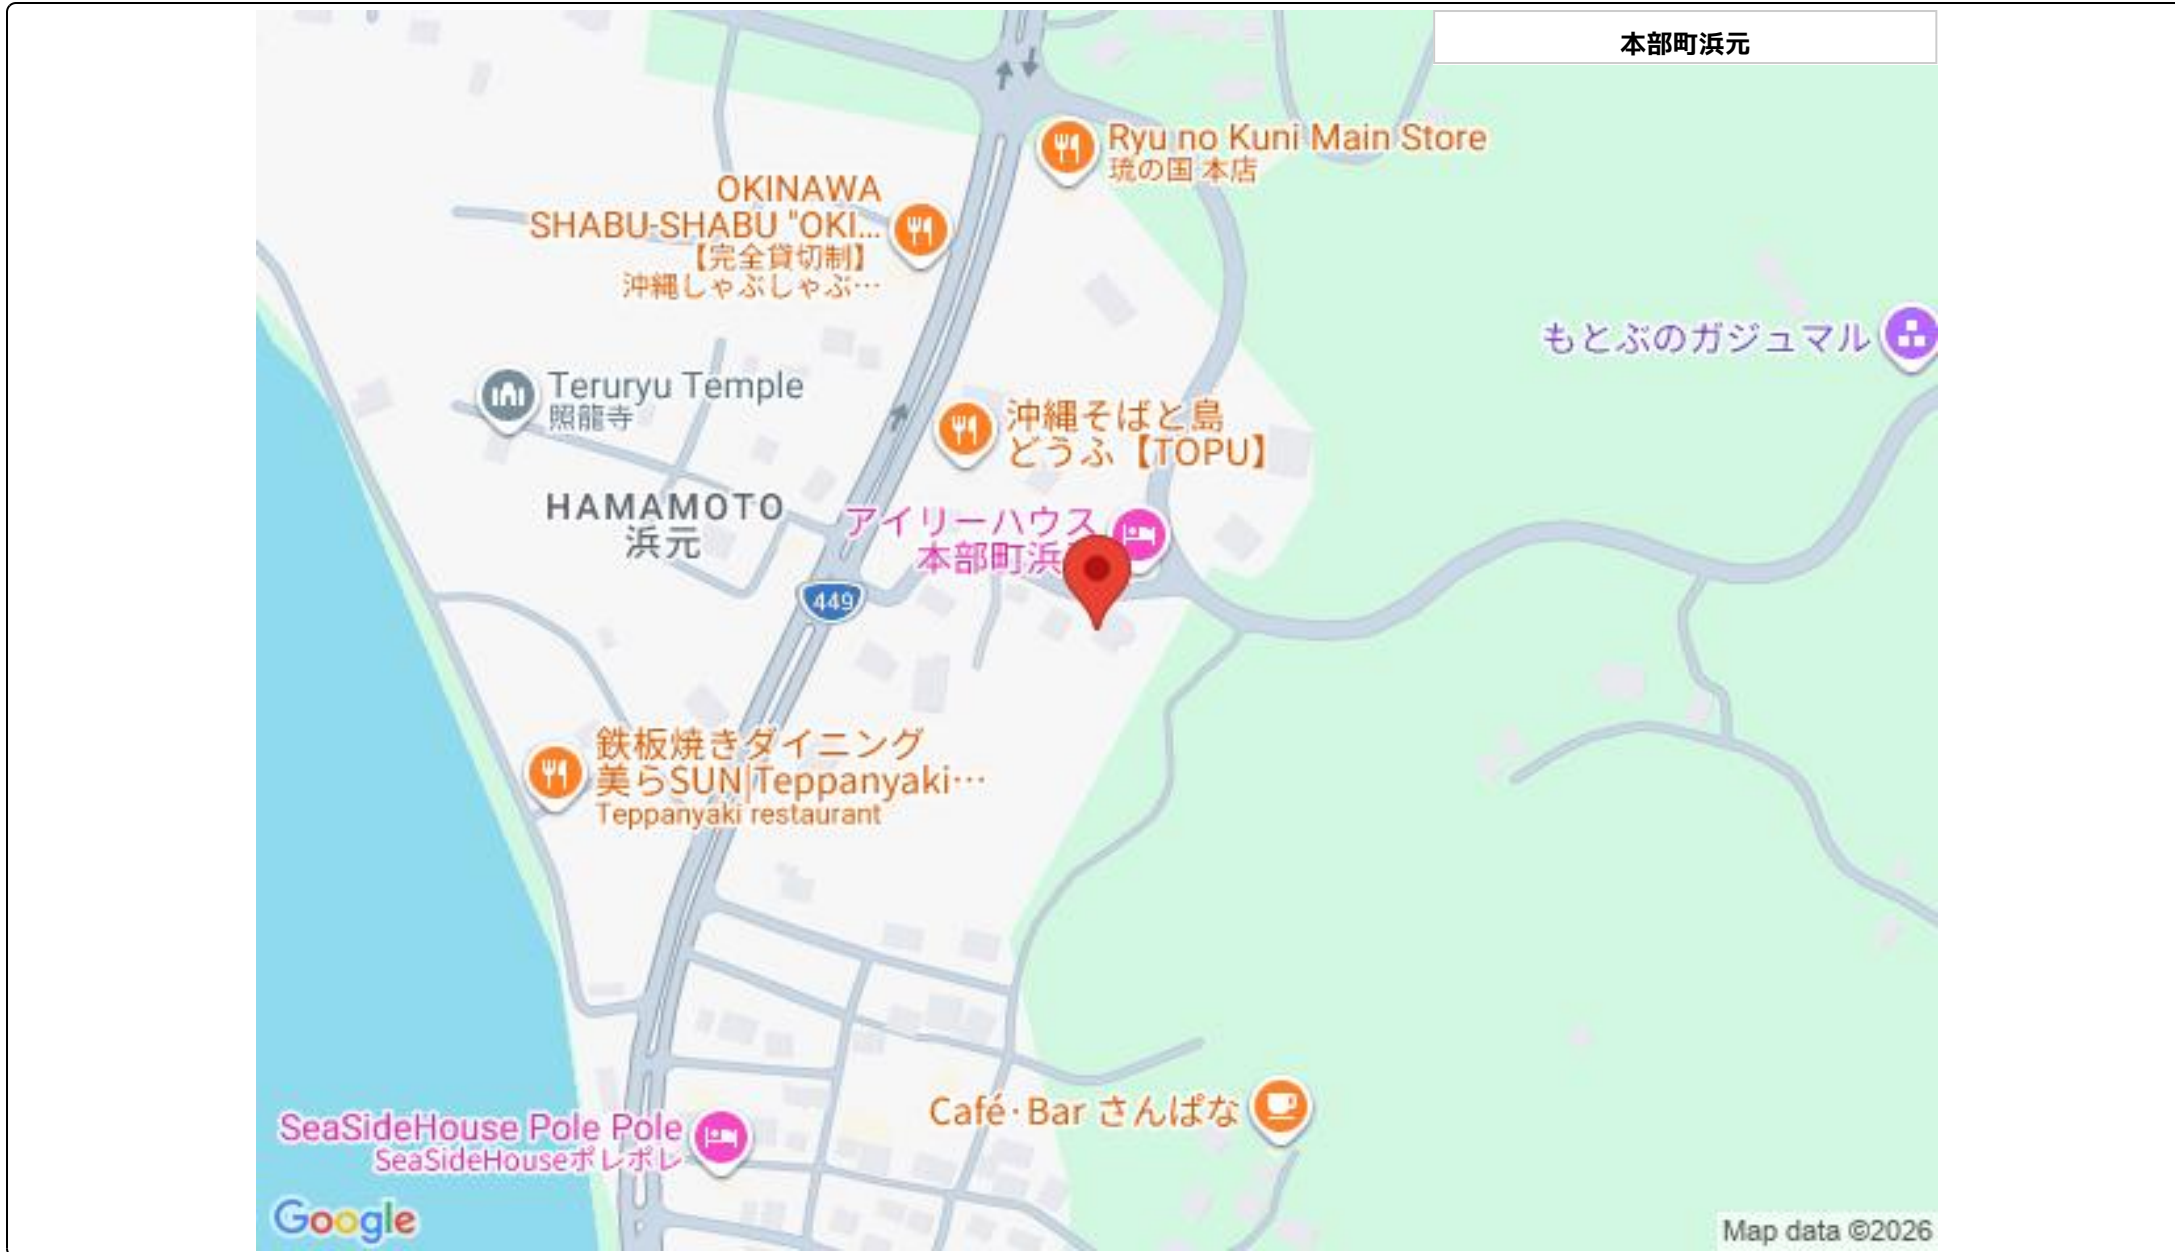 本部町浜元
Ryu no Kuni Main Store
琉の国 本店
OKINAWA
SHABU-SHABU "OKI...
【完全貸切制】
沖縄しゃぶしゃぶ…
もとぶのガジュマル
Teruryu Temple
照龍寺
沖縄そばと島
どうふ【TOPU】
HAMAMOTO
浜元
アイリーハウス
本部町浜
449
鉄板焼きダイニング
美らSUN|Teppanyaki…
Teppanyaki restaurant
Café･Bar さんぱな
SeaSideHouse Pole Pole
SeaSideHouseポレポレ
Google
Map data ©2026